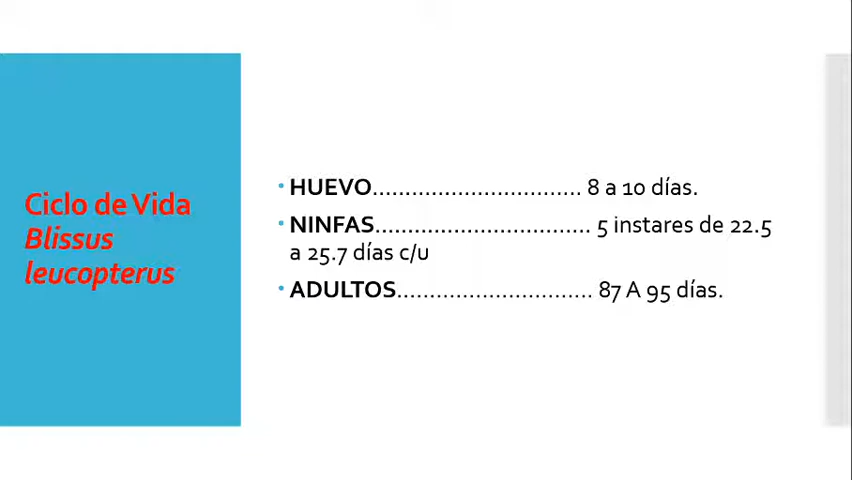 Ciclo de Vida
Blissus
leucopterus
• HUEVO................................ 8 a 10 días.
• NINFAS................................. 5 instares de 22.5
a 25.7 días c/u
• ADULTOS.............................. 87 A 95 días.